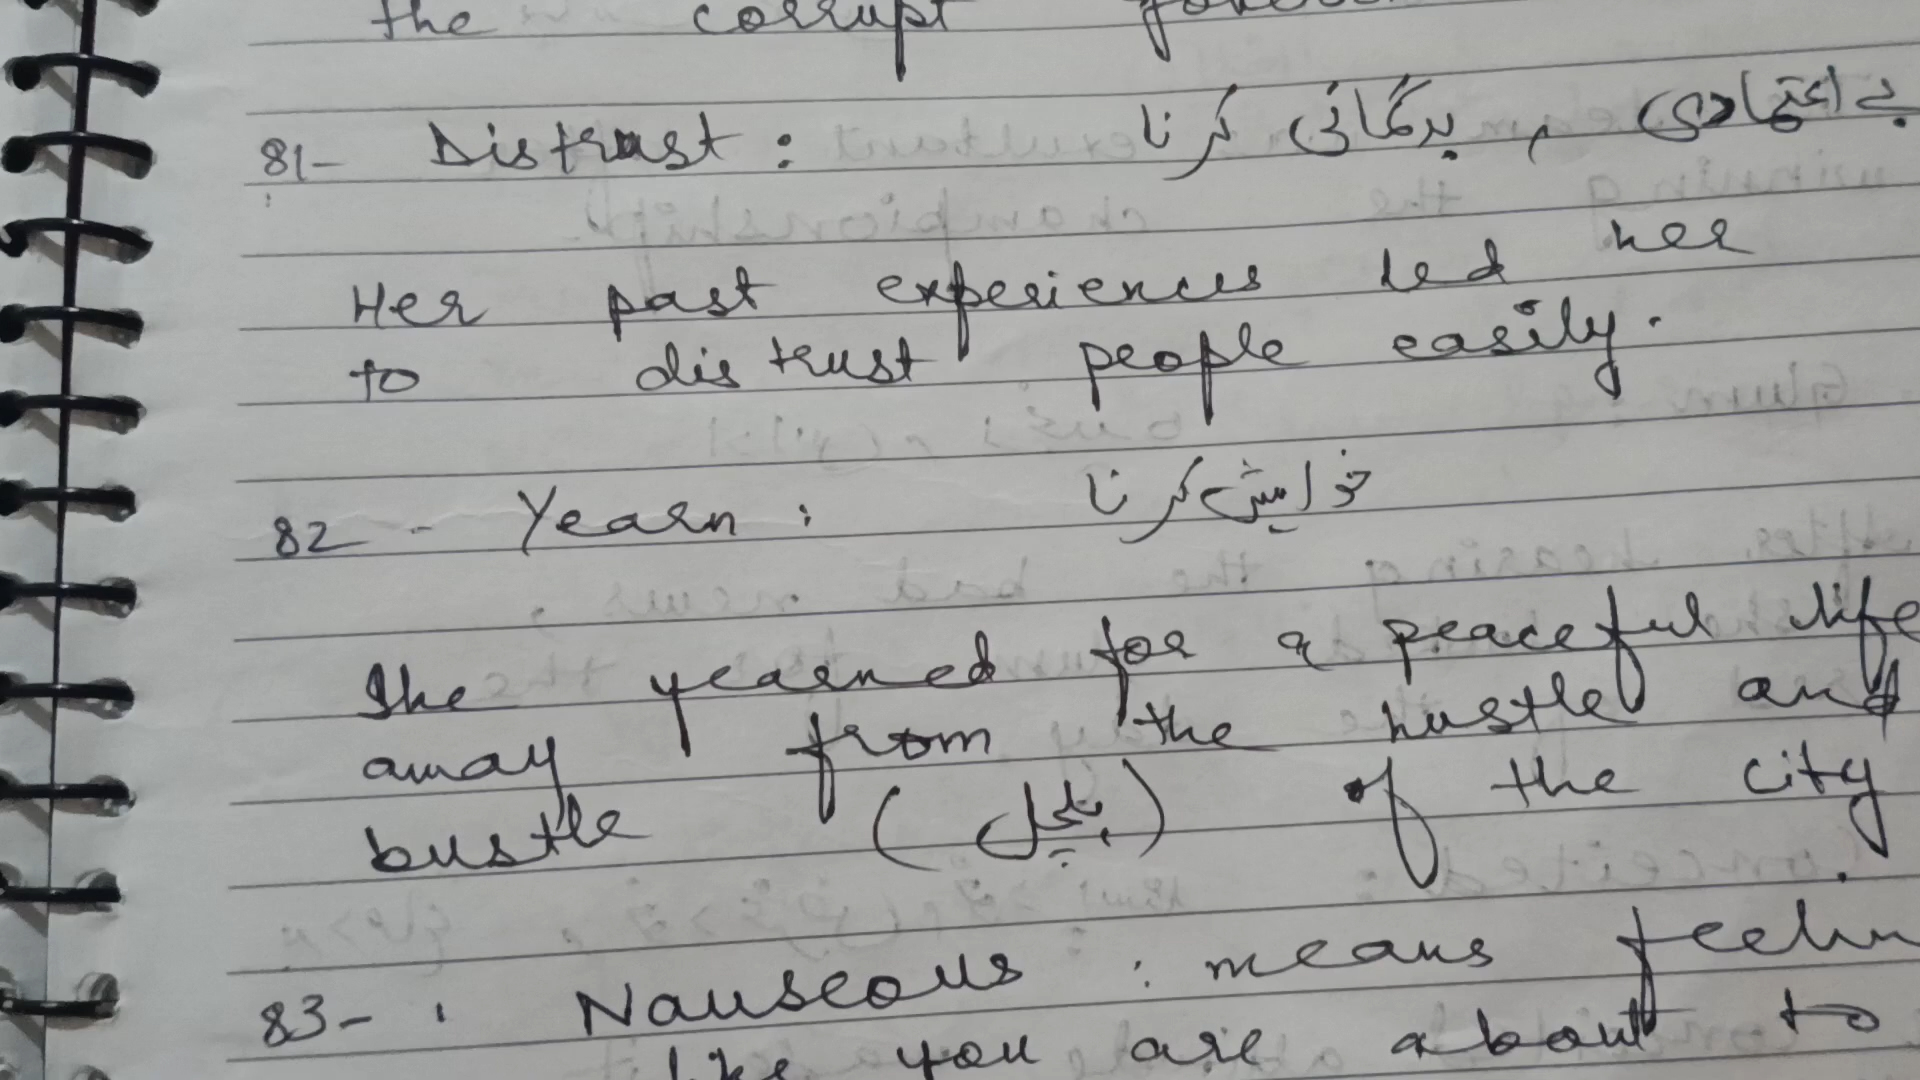 the corrupt
81- Distrust : بے اعتمادی , بدگمانی کرنا
Her past experiences led her
to distrust people easily.
82 - Yearn : خواہش کرنا
She yearned for a peaceful life
away from the hustle and
bustle (ہلچل) of the city.
83- Nauseous : means
like you are about to